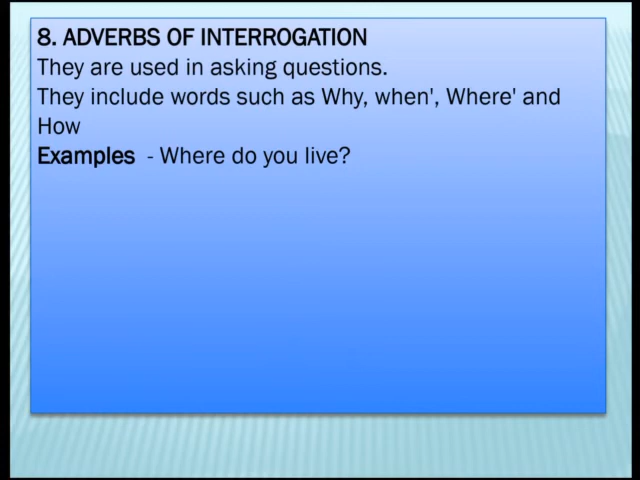 8. ADVERBS OF INTERROGATION
They are used in asking questions.
They include words such as Why, when', Where' and
How
Examples - Where do you live?